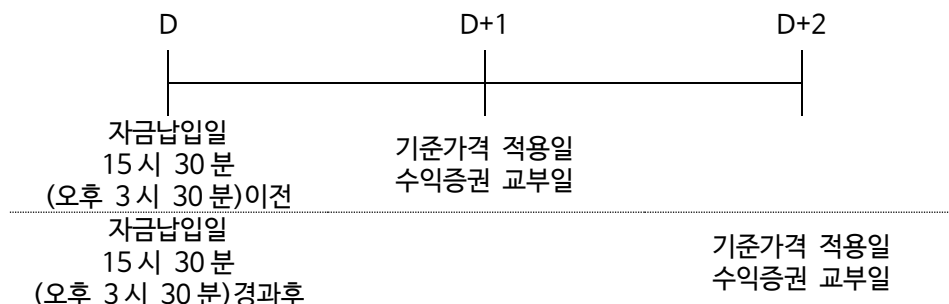 D D+1 D+2
자금납입일
15시 30분
(오후 3시 30분)이전
기준가격 적용일
수익증권 교부일
자금납입일
15시 30분
(오후 3시 30분)경과후
기준가격 적용일
수익증권 교부일